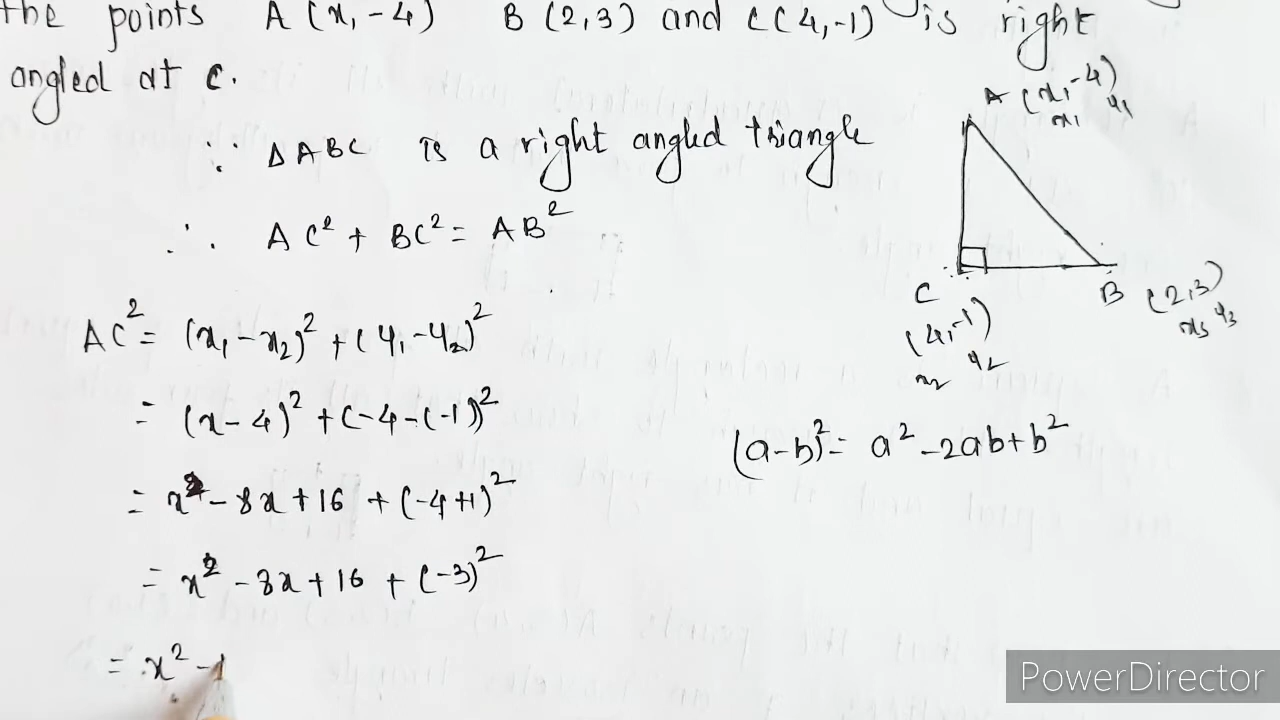 the points A (x, -4) B (2,3) and C(4,-1) is right
angled at C.
∵ ΔABC is a right angled triangle
∴ AC² + BC² = AB²
AC² = (x₁-x₂)² + (y₁-y₂)²
= (x-4)² + (-4-(-1))²
= x² - 8x + 16 + (-4+1)²
= x² - 8x + 16 + (-3)²
= x² -
A (x, -4)
x₁ y₁
C
(4, -1)
x₂ y₂
B (2,3)
x₃ y₃
(a-b)² = a² - 2ab + b²
PowerDirector